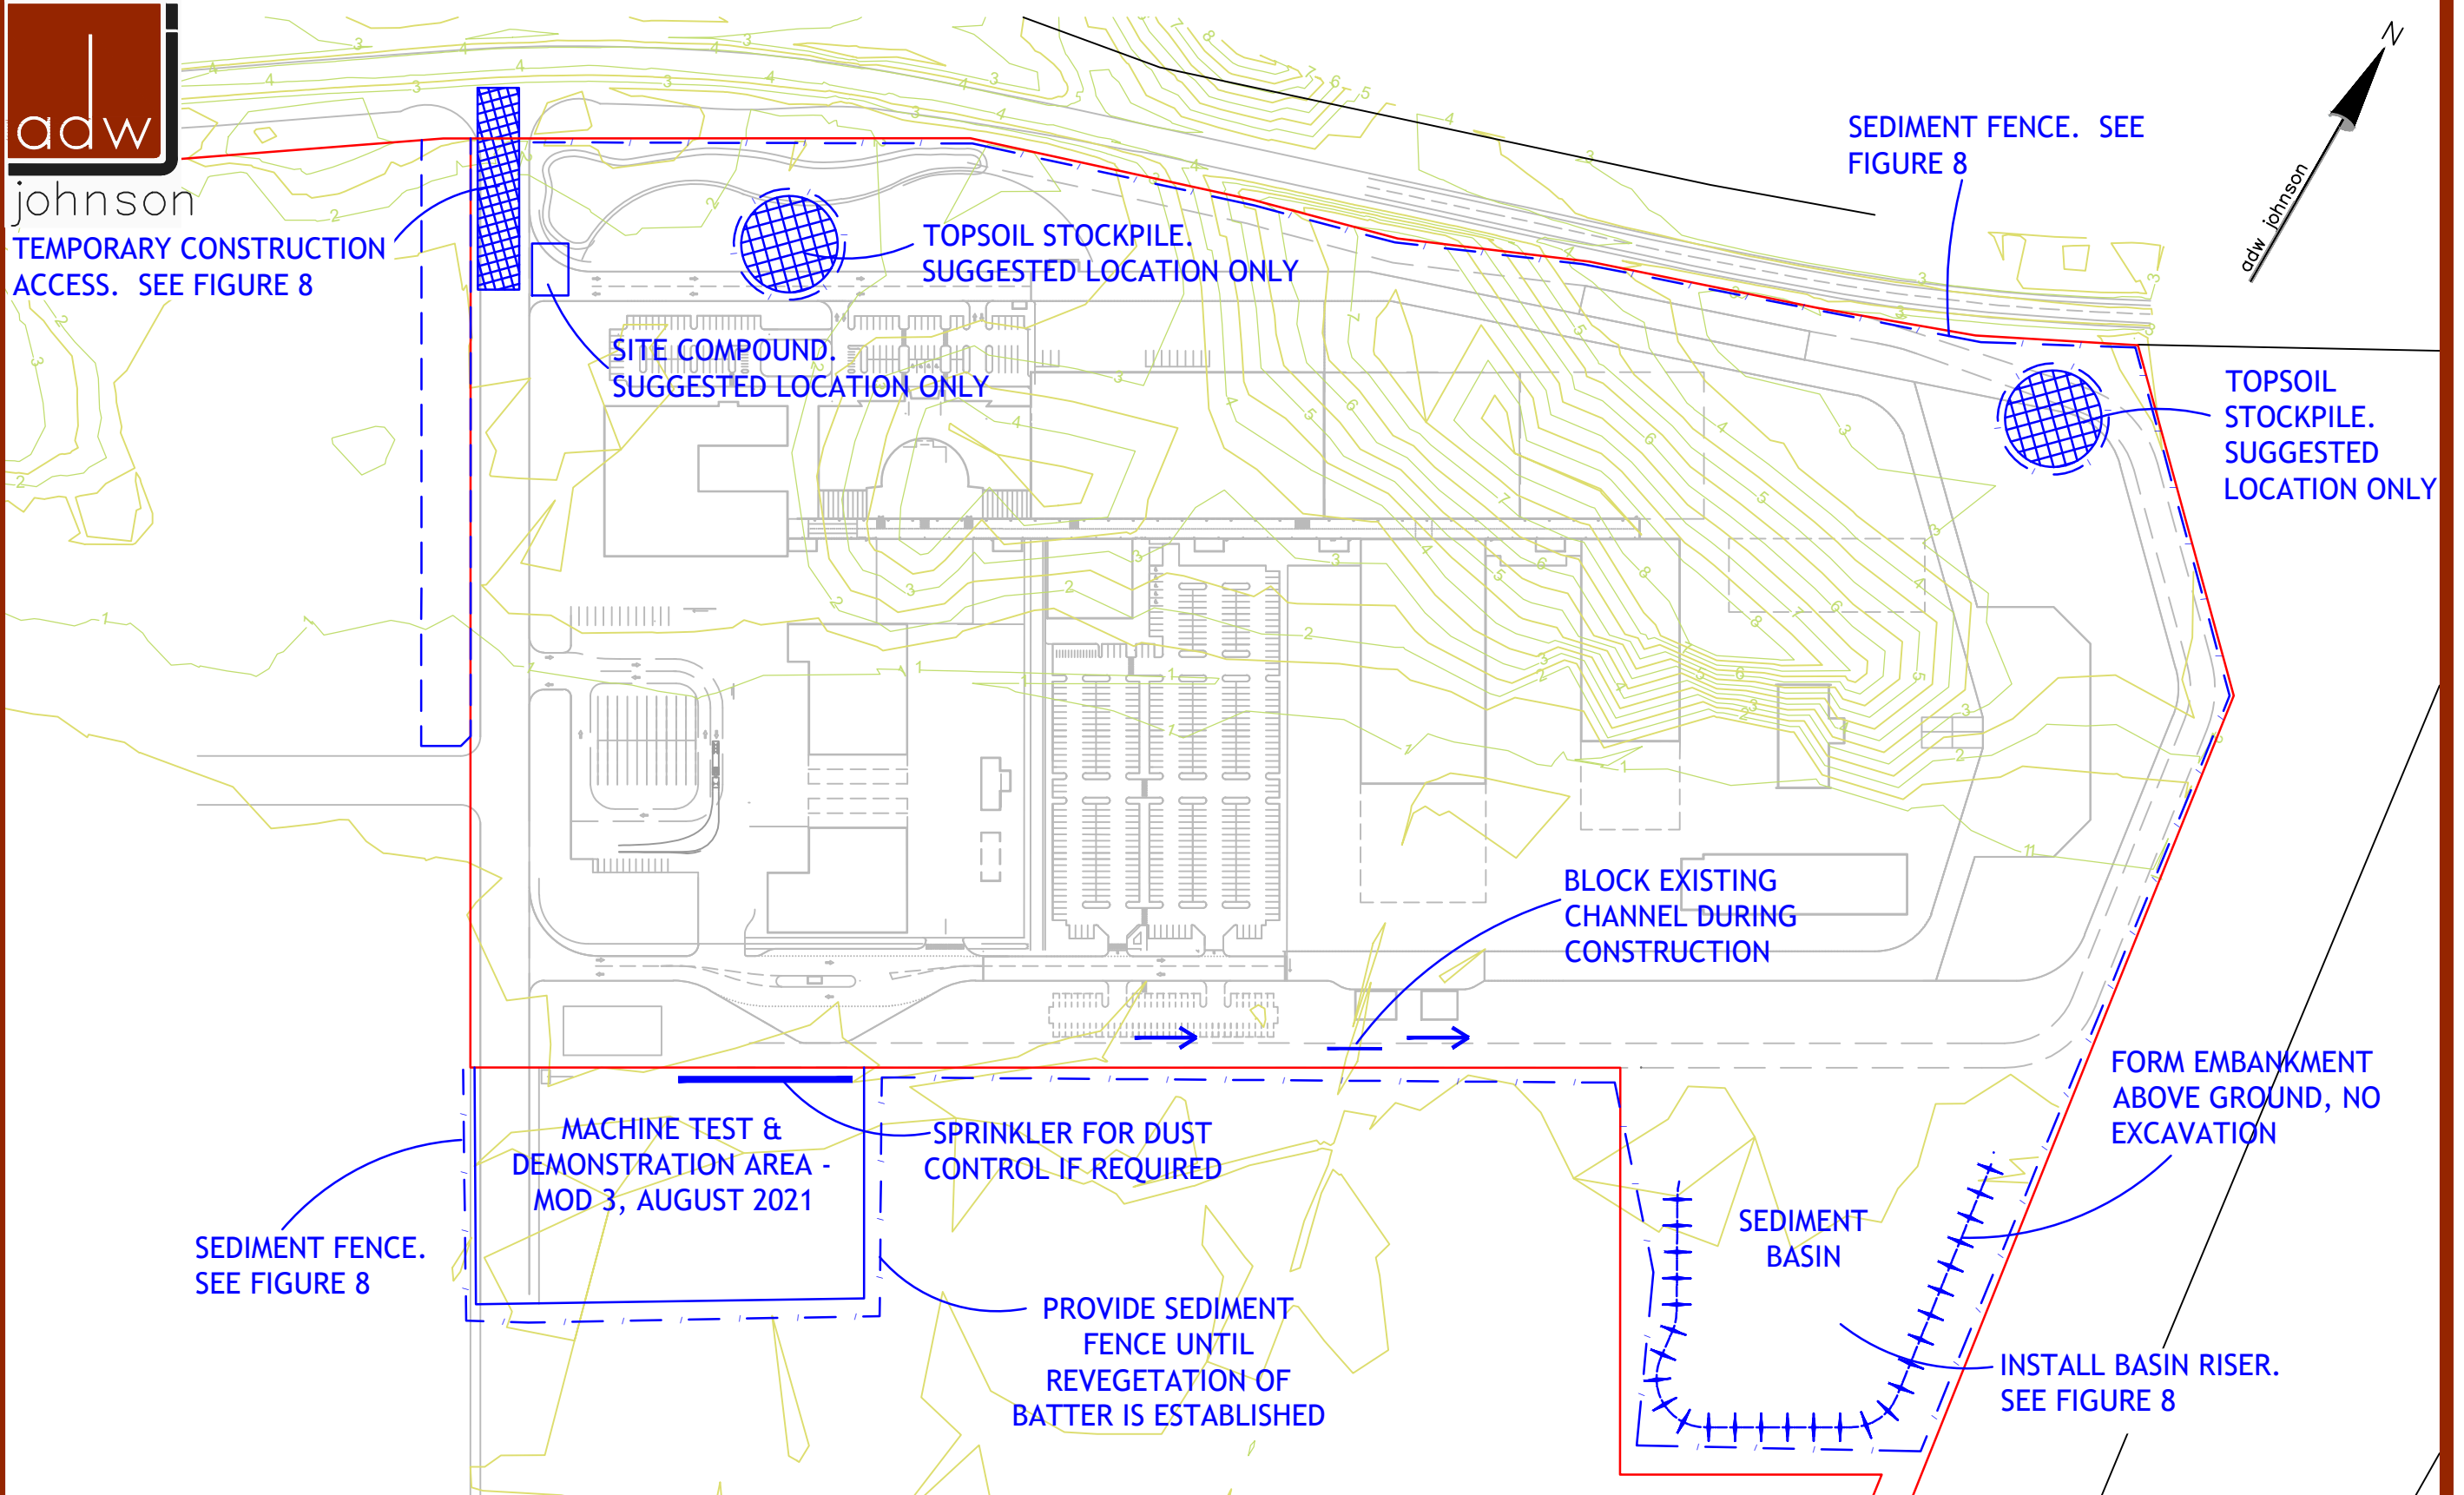 adw
johnson
N
adw johnson
TEMPORARY CONSTRUCTION
ACCESS.  SEE FIGURE 8
TOPSOIL STOCKPILE.
SUGGESTED LOCATION ONLY
SEDIMENT FENCE.  SEE
FIGURE 8
SITE COMPOUND.
SUGGESTED LOCATION ONLY
TOPSOIL
STOCKPILE.
SUGGESTED
LOCATION ONLY
BLOCK EXISTING
CHANNEL DURING
CONSTRUCTION
FORM EMBANKMENT
ABOVE GROUND, NO
EXCAVATION
MACHINE TEST &
DEMONSTRATION AREA -
MOD 3, AUGUST 2021
SPRINKLER FOR DUST
CONTROL IF REQUIRED
SEDIMENT FENCE.
SEE FIGURE 8
SEDIMENT
BASIN
PROVIDE SEDIMENT
FENCE UNTIL
REVEGETATION OF
BATTER IS ESTABLISHED
INSTALL BASIN RISER.
SEE FIGURE 8